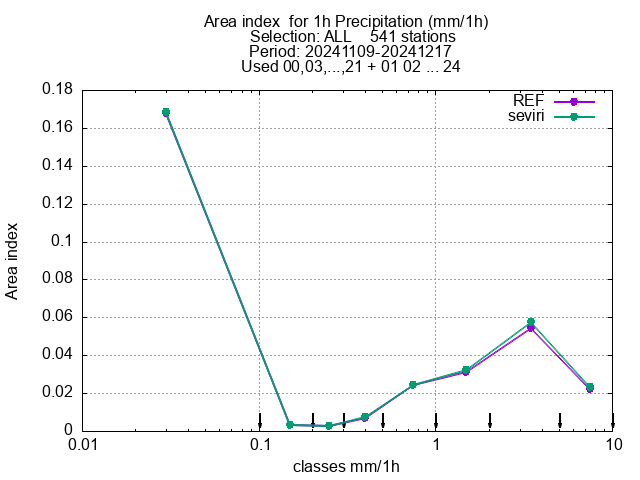 Area index  for 1h Precipitation (mm/1h)
Selection: ALL    541 stations
Period: 20241109-20241217
Used 00,03,...,21 + 01 02 ... 24
REF
seviri
0.18
0.16
0.14
0.12
0.1
0.08
0.06
0.04
0.02
0
Area index
0.01
0.1
1
10
classes mm/1h